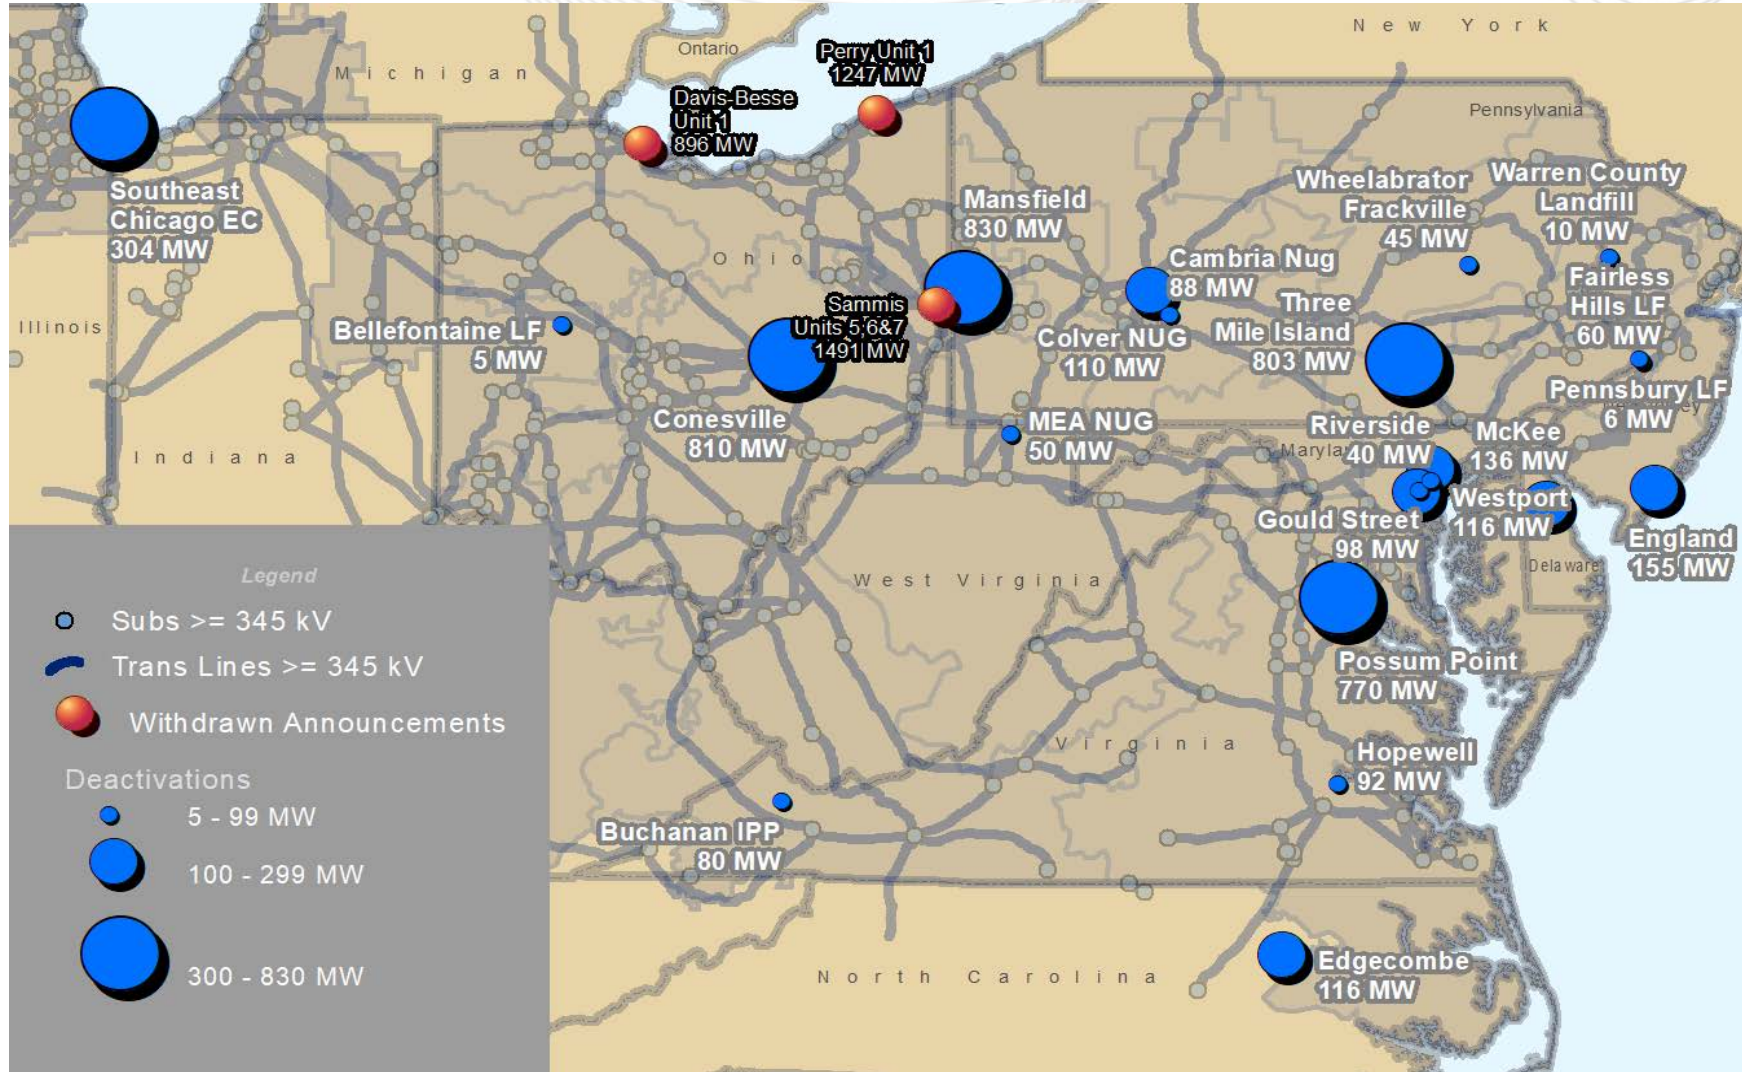 New York
Ontario
Michigan
Perry Unit 1
1247 MW
Davis-Besse
Unit 1
896 MW
Pennsylvania
Southeast
Chicago EC
304 MW
Mansfield
830 MW
Wheelabrator
Frackville
45 MW
Warren County
Landfill
10 MW
Ohio
Cambria Nug
88 MW
Fairless
Hills LF
60 MW
Illinois
Bellefontaine LF
5 MW
Sammis
Units 5,6&7
1491 MW
Colver NUG
110 MW
Three
Mile Island
803 MW
Pennsbury LF
6 MW
Conesville
810 MW
MEA NUG
50 MW
Riverside
40 MW
McKee
136 MW
Indiana
Westport
116 MW
Gould Street
98 MW
England
155 MW
Delaware
West Virginia
Possum Point
770 MW
Virginia
Hopewell
92 MW
Buchanan IPP
80 MW
North Carolina
Edgecombe
116 MW
Legend
Subs >= 345 kV
Trans Lines >= 345 kV
Withdrawn Announcements
Deactivations
5 - 99 MW
100 - 299 MW
300 - 830 MW